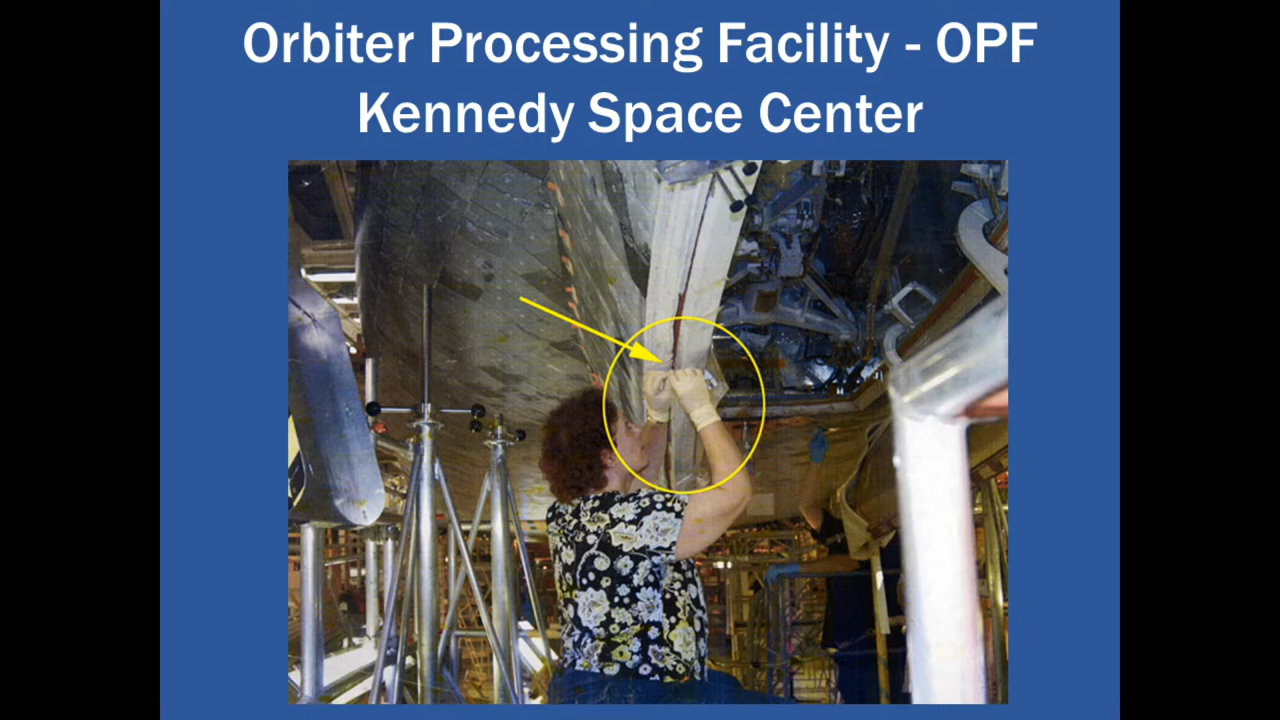 Orbiter Processing Facility - OPF
Kennedy Space Center